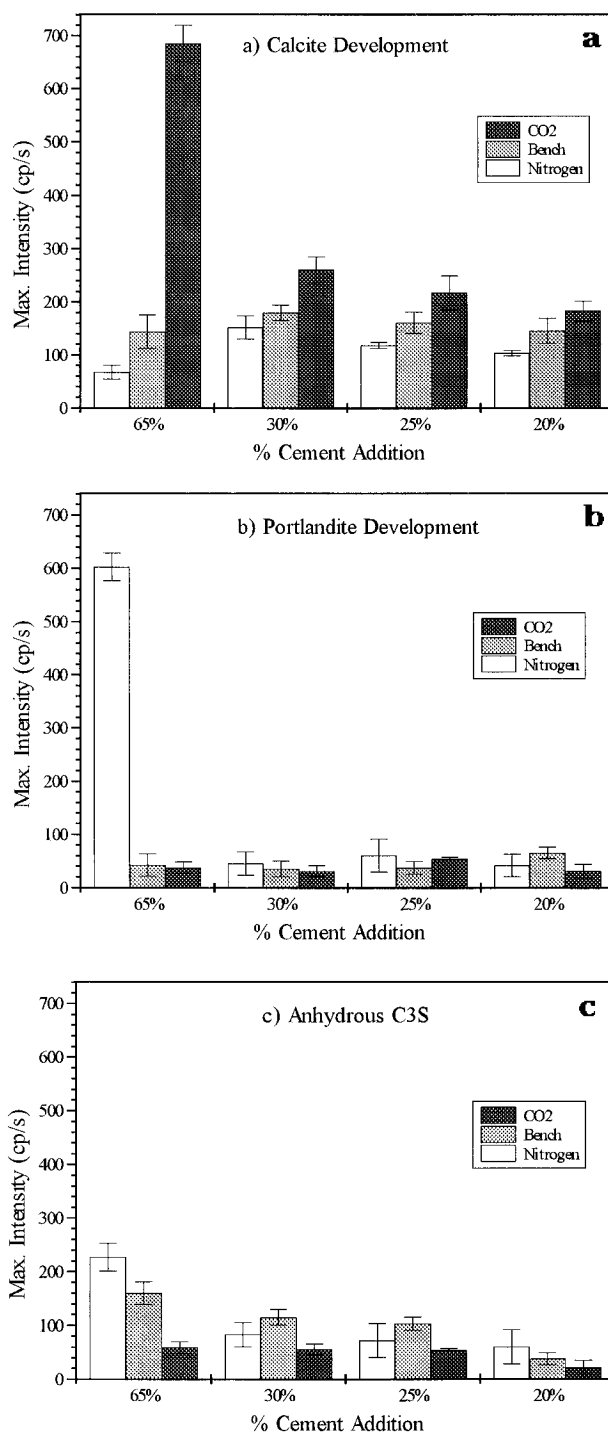 a) Calcite Development
a
700
600
500
400
300
200
100
0
Max. Intensity (cp/s)
CO2
Bench
Nitrogen
65% 30% 25% 20%
% Cement Addition
b) Portlandite Development
b
700
600
500
400
300
200
100
0
Max. Intensity (cp/s)
CO2
Bench
Nitrogen
65% 30% 25% 20%
% Cement Addition
c) Anhydrous C3S
c
700
600
500
400
300
200
100
0
Max. Intensity (cp/s)
CO2
Bench
Nitrogen
65% 30% 25% 20%
% Cement Addition